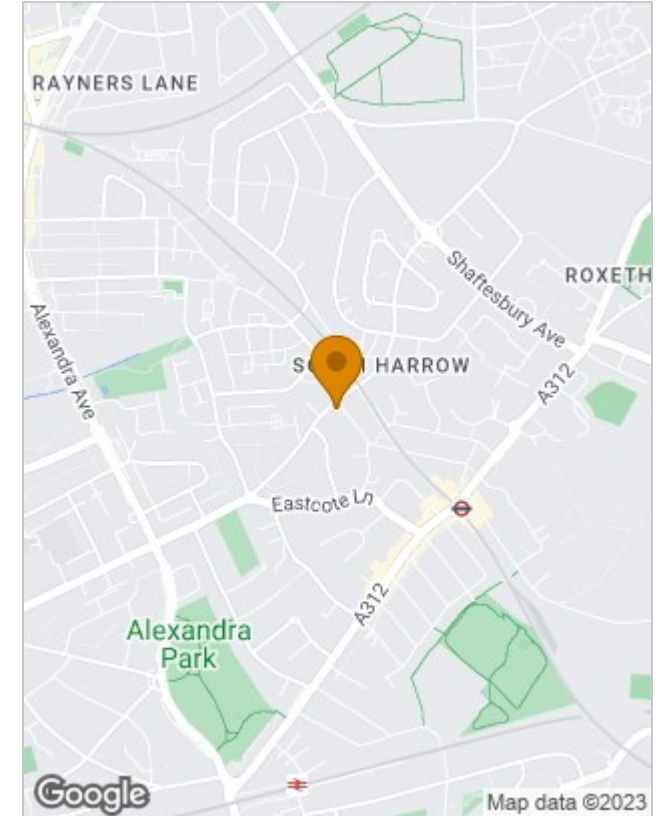 RAYNERS LANE
Shaftesbury Ave
ROXETH
Alexandra Ave
HARROW
A312
Eastcote Ln
A312
Alexandra
Park
Google
Map data ©2023